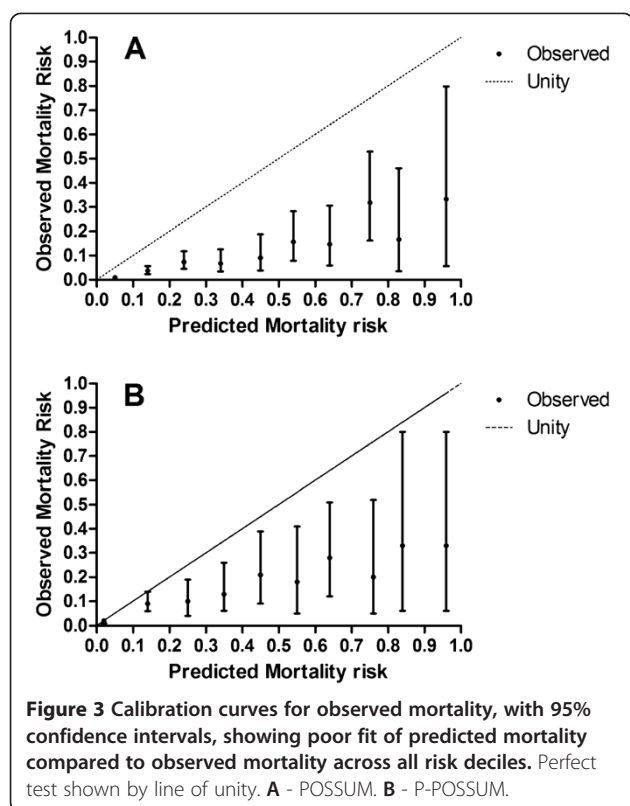 A
Observed Mortality Risk
1.0
0.9
0.8
0.7
0.6
0.5
0.4
0.3
0.2
0.1
0.0
0.0 0.1 0.2 0.3 0.4 0.5 0.6 0.7 0.8 0.9 1.0
Predicted Mortality risk
Observed
Unity
B
Observed Mortality Risk
1.0
0.9
0.8
0.7
0.6
0.5
0.4
0.3
0.2
0.1
0.0
0.0 0.1 0.2 0.3 0.4 0.5 0.6 0.7 0.8 0.9 1.0
Predicted Mortality risk
Observed
Unity
Figure 3 Calibration curves for observed mortality, with 95%
confidence intervals, showing poor fit of predicted mortality
compared to observed mortality across all risk deciles. Perfect
test shown by line of unity. A - POSSUM. B - P-POSSUM.